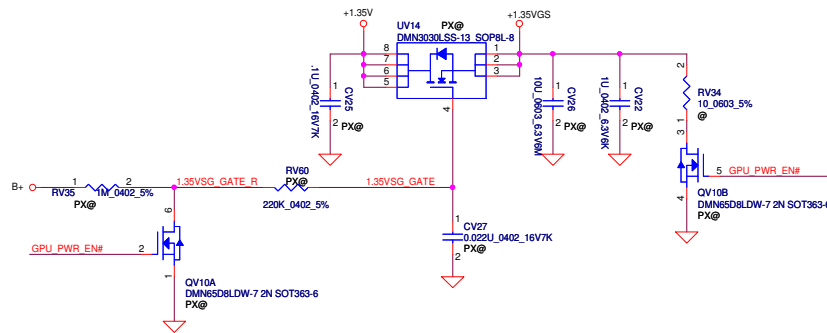 +1.35V
+1.35VGS
UV14 PX@
DMN3030LSS-13_SOP8L-8
8
7
6
5
1
2
3
4
1
2
CV25
.1U_0402_16V7K
PX@
1
2
CV26
10U_0603_6.3V6M
PX@
1
2
CV22
1U_0402_6.3V6K
PX@
2
1
RV34
10_0603_5%
@
3
5
4
GPU_PWR_EN#
QV10B
DMN65D8LDW-7 2N SOT363-6
PX@
B+
1
2
RV35
1M_0402_5%
PX@
1.35VSG_GATE_R
RV60
PX@
220K_0402_5%
1.35VSG_GATE
1
2
CV27
0.022U_0402_16V7K
PX@
GPU_PWR_EN#
2
6
1
QV10A
DMN65D8LDW-7 2N SOT363-6
PX@